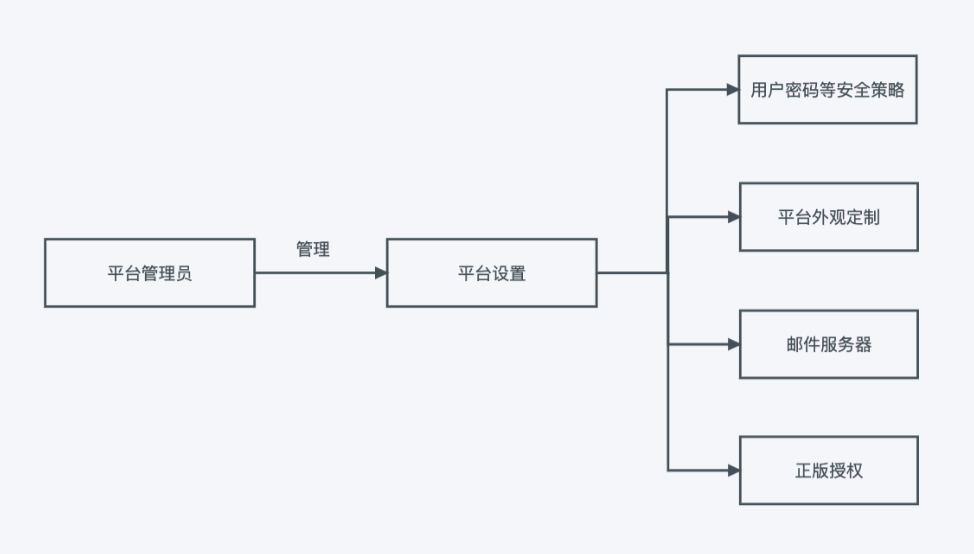 用户密码等安全策略
平台外观定制
管理
平台管理员
平台设置
邮件服务器
正版授权